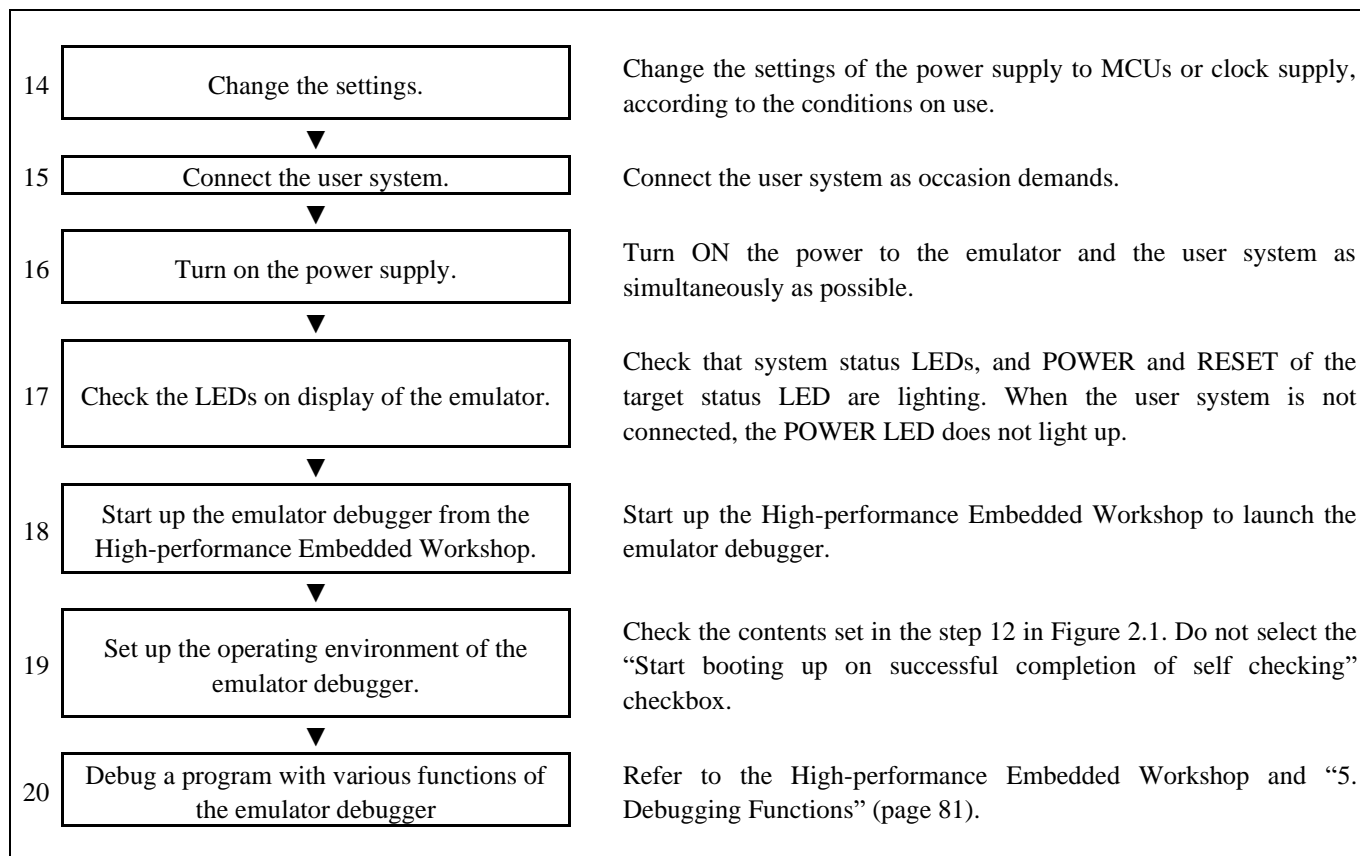 14
Change the settings.
Change the settings of the power supply to MCUs or clock supply,
according to the conditions on use.
▼
15
Connect the user system.
Connect the user system as occasion demands.
▼
16
Turn on the power supply.
Turn ON the power to the emulator and the user system as
simultaneously as possible.
▼
17
Check the LEDs on display of the emulator.
Check that system status LEDs, and POWER and RESET of the
target status LED are lighting. When the user system is not
connected, the POWER LED does not light up.
▼
18
Start up the emulator debugger from the
High-performance Embedded Workshop.
Start up the High-performance Embedded Workshop to launch the
emulator debugger.
▼
19
Set up the operating environment of the
emulator debugger.
Check the contents set in the step 12 in Figure 2.1. Do not select the
“Start booting up on successful completion of self checking”
checkbox.
▼
20
Debug a program with various functions of
the emulator debugger
Refer to the High-performance Embedded Workshop and “5.
Debugging Functions” (page 81).